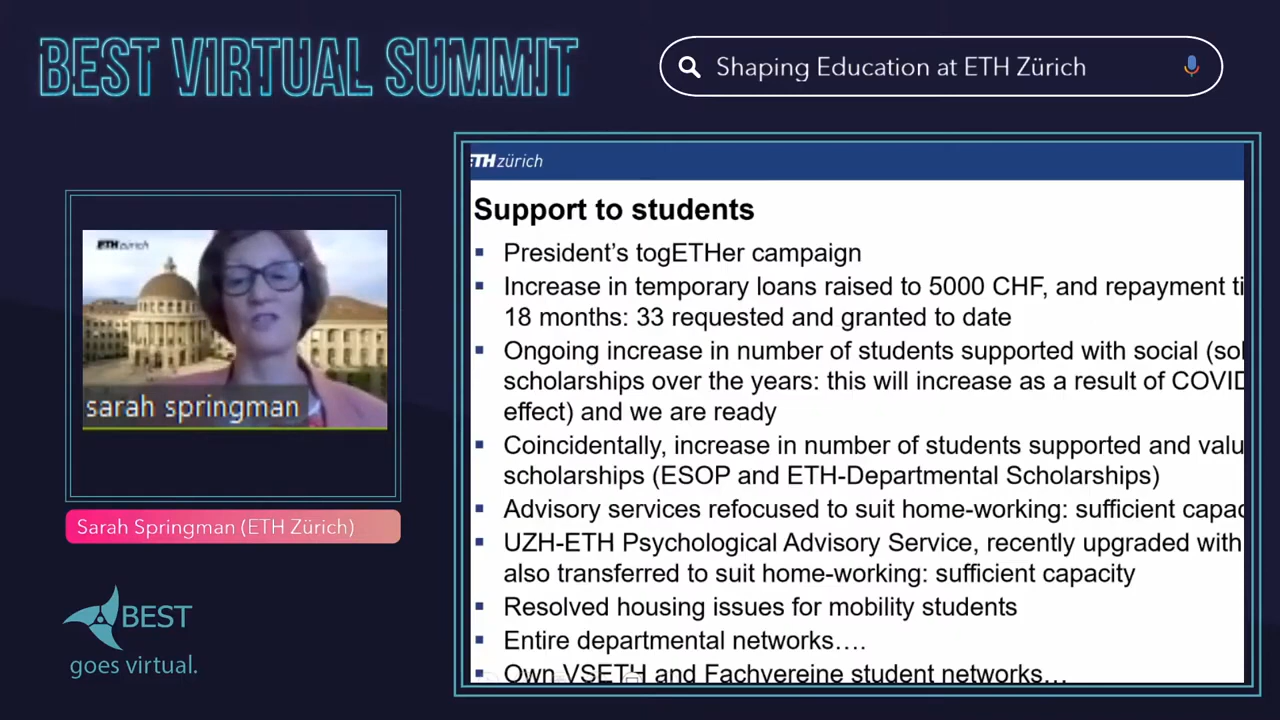 BEST VIRTUAL SUMMIT
Shaping Education at ETH Zürich
ETH zürich
sarah springman
Sarah Springman (ETH Zürich)
BEST
goes virtual.
ETH zürich
Support to students
President's togETHer campaign
Increase in temporary loans raised to 5000 CHF, and repayment
18 months: 33 requested and granted to date
Ongoing increase in number of students supported with social
scholarships over the years: this will increase as a result of COVID
effect) and we are ready
Coincidentally, increase in number of students supported and
scholarships (ESOP and ETH-Departmental Scholarships)
Advisory services refocused to suit home-working: sufficient
UZH-ETH Psychological Advisory Service, recently upgraded with
also transferred to suit home-working: sufficient capacity
Resolved housing issues for mobility students
Entire departmental networks….
Own VSETH and Fachvereine student networks…